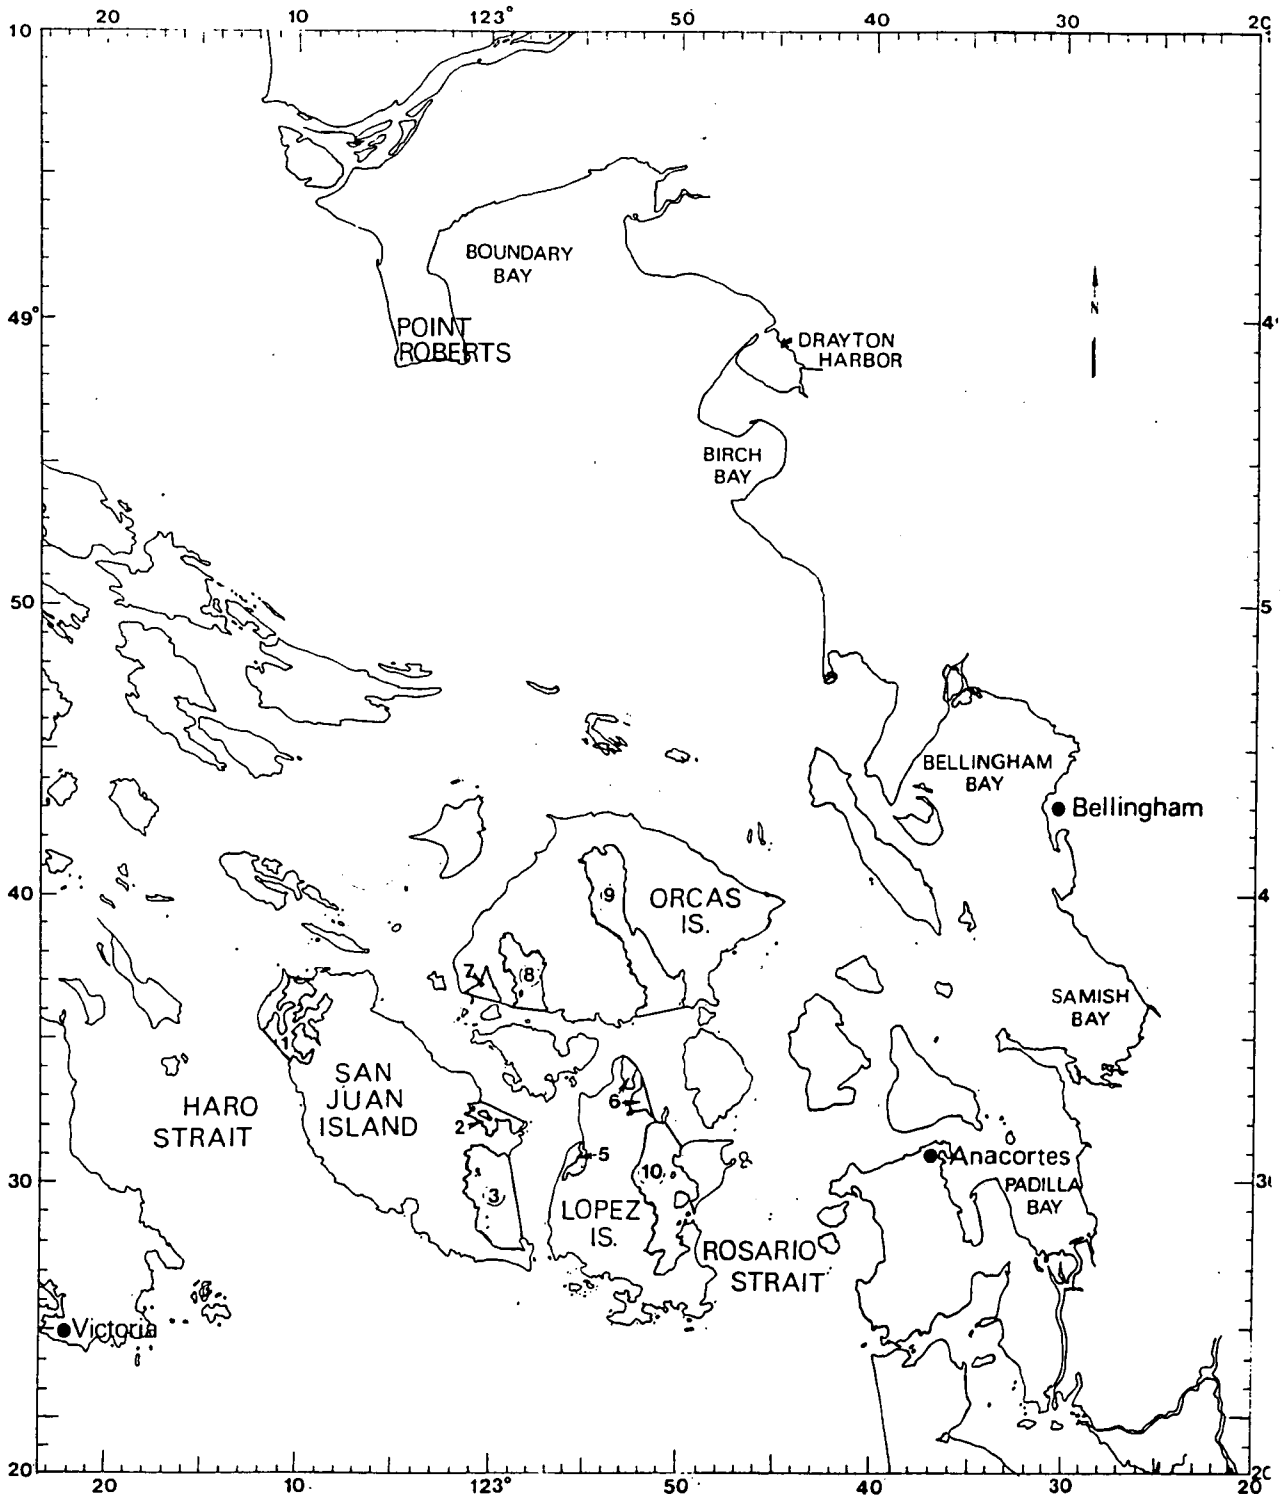 20 10 123° 50 40 30 20
10
BOUNDARY
BAY
N
49°
POINT
ROBERTS
DRAYTON
HARBOR
BIRCH
BAY
50
BELLINGHAM
BAY
Bellingham
40
9
ORCAS
IS.
7
8
SAMISH
BAY
1
SAN
JUAN
ISLAND
HARO
STRAIT
6
2
5
Anacortes
30
3
10
PADILLA
BAY
LOPEZ
IS.
ROSARIO
STRAIT
Victoria
20
20 10 123° 50 40 30 20